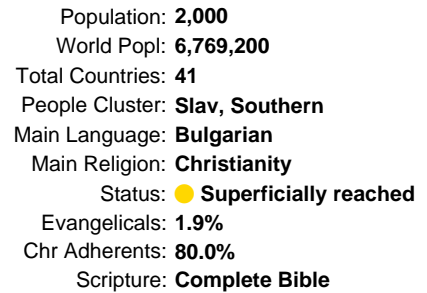 Population: 2,000
World Popl: 6,769,200
Total Countries: 41
People Cluster: Slav, Southern
Main Language: Bulgarian
Main Religion: Christianity
Status: Superficially reached
Evangelicals: 1.9%
Chr Adherents: 80.0%
Scripture: Complete Bible